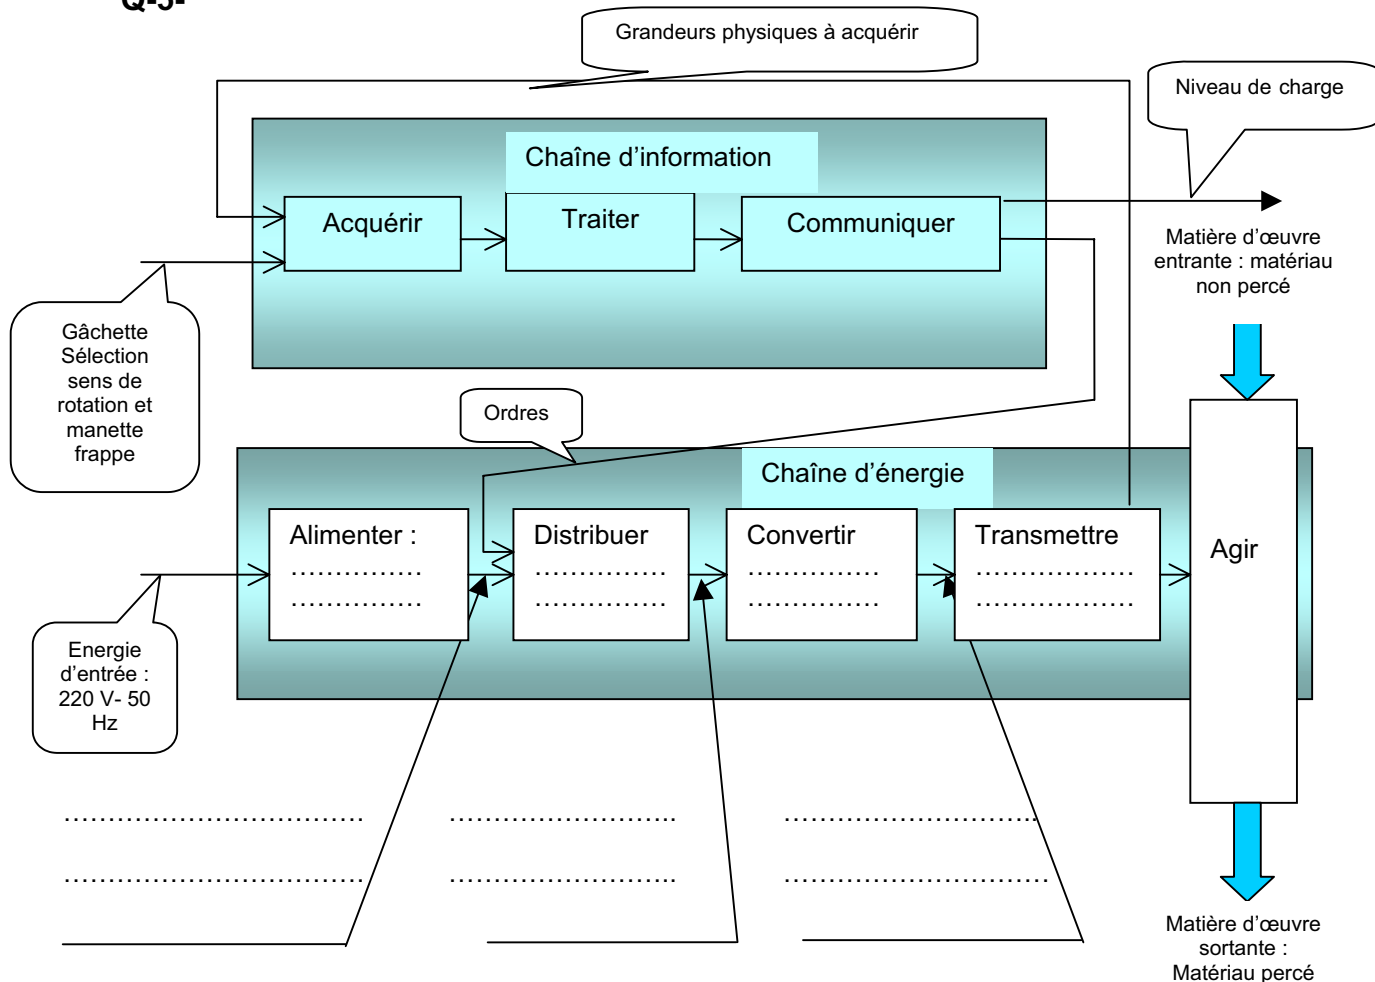 Q-5-
Grandeurs physiques à acquérir
Niveau de charge
Chaîne d’information
Acquérir
Traiter
Communiquer
Matière d’œuvre
entrante : matériau
non percé
Gâchette
Sélection
sens de
rotation et
manette
frappe
Ordres
Chaîne d’énergie
Alimenter :
……………
……………
Distribuer
……………
……………
Convertir
……………
……………
Transmettre
………………
………………
Agir
Energie
d’entrée :
220 V- 50
Hz
……………………………
……………………………
…………………….
…………………….
……………………….
………………………..
Matière d’œuvre
sortante :
Matériau percé